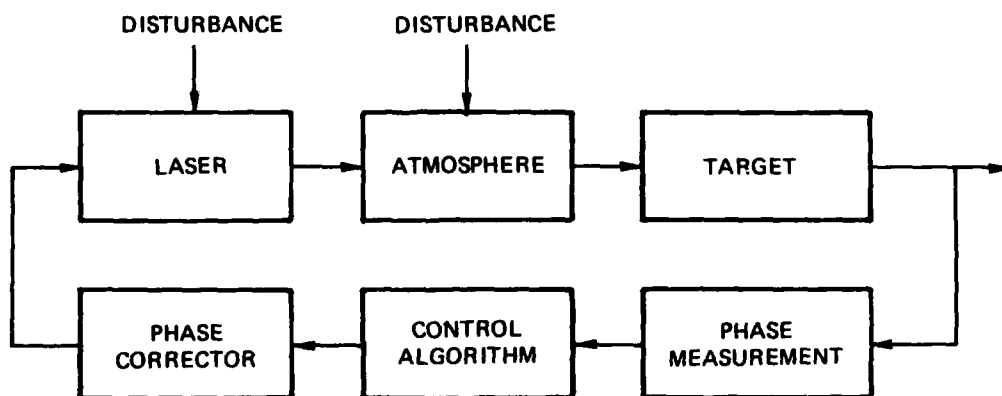 DISTURBANCE
DISTURBANCE
LASER
ATMOSPHERE
TARGET
PHASE
CORRECTOR
CONTROL
ALGORITHM
PHASE
MEASUREMENT